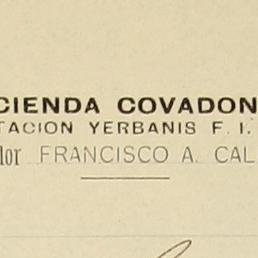 CIENDA COVADON
TACION YERBANIS F. I.
dor FRANCISCO A. CAL